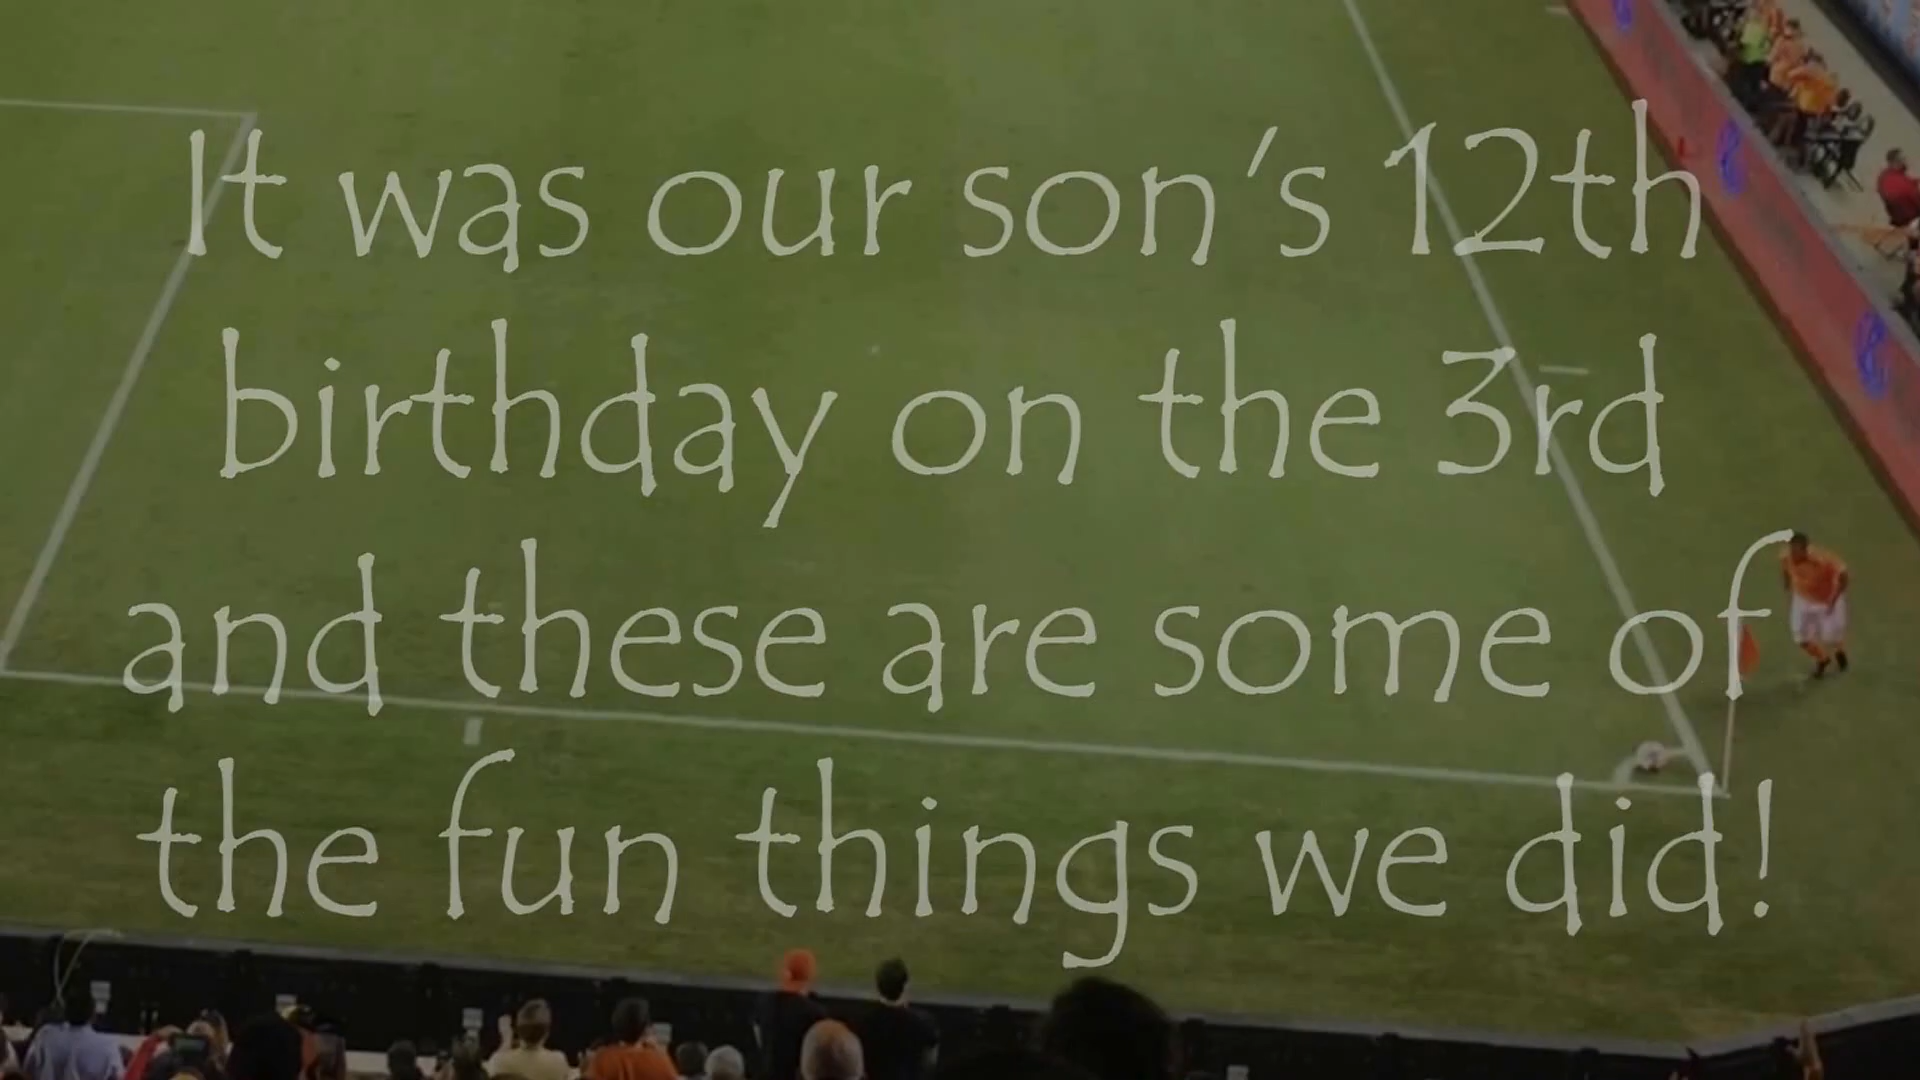 It was our son's 12th
birthday on the 3rd
and these are some of
the fun things we did!